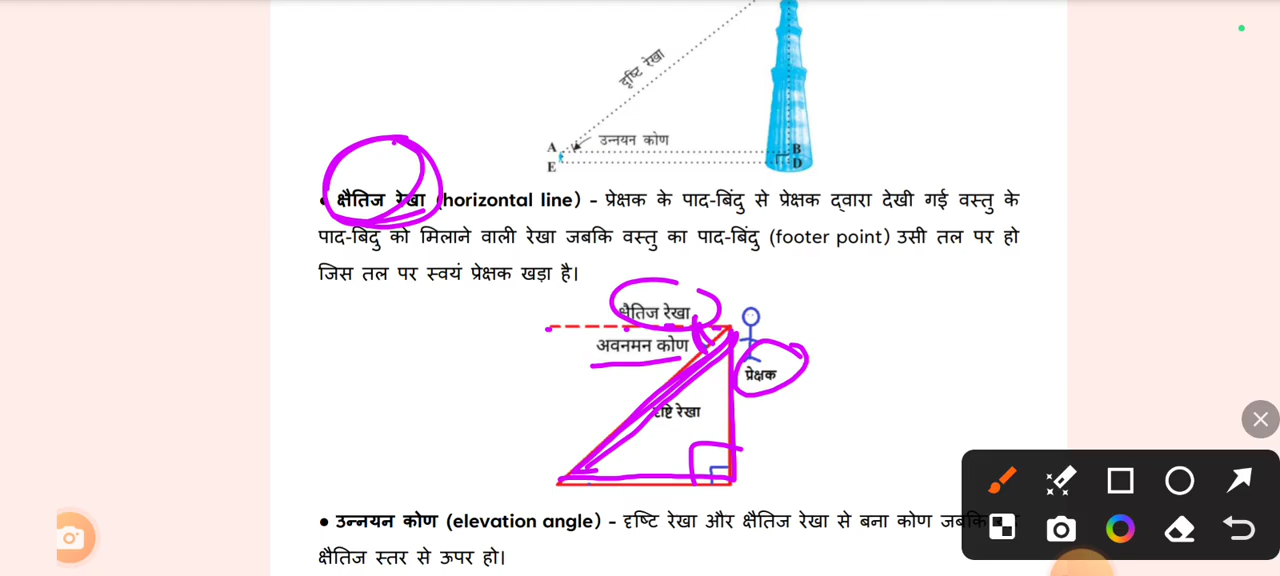 दृष्टि रेखा
उन्नयन कोण
A
B
E
D
• क्षैतिज रेखा (horizontal line) - प्रेक्षक के पाद-बिंदु से प्रेक्षक द्वारा देखी गई वस्तु के
पाद-बिंदु को मिलाने वाली रेखा जबकि वस्तु का पाद-बिंदु (footer point) उसी तल पर हो
जिस तल पर स्वयं प्रेक्षक खड़ा है।
क्षैतिज रेखा
अवनमन कोण
प्रेक्षक
दृष्टि रेखा
• उन्नयन कोण (elevation angle) - दृष्टि रेखा और क्षैतिज रेखा से बना कोण जबकि
क्षैतिज स्तर से ऊपर हो।